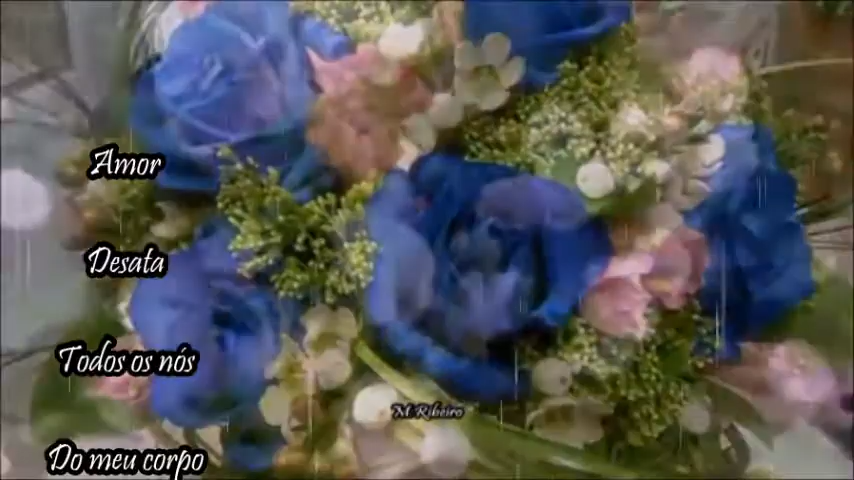 Amor
Desata
Todos os nós
M Ribeiro
Do meu corpo